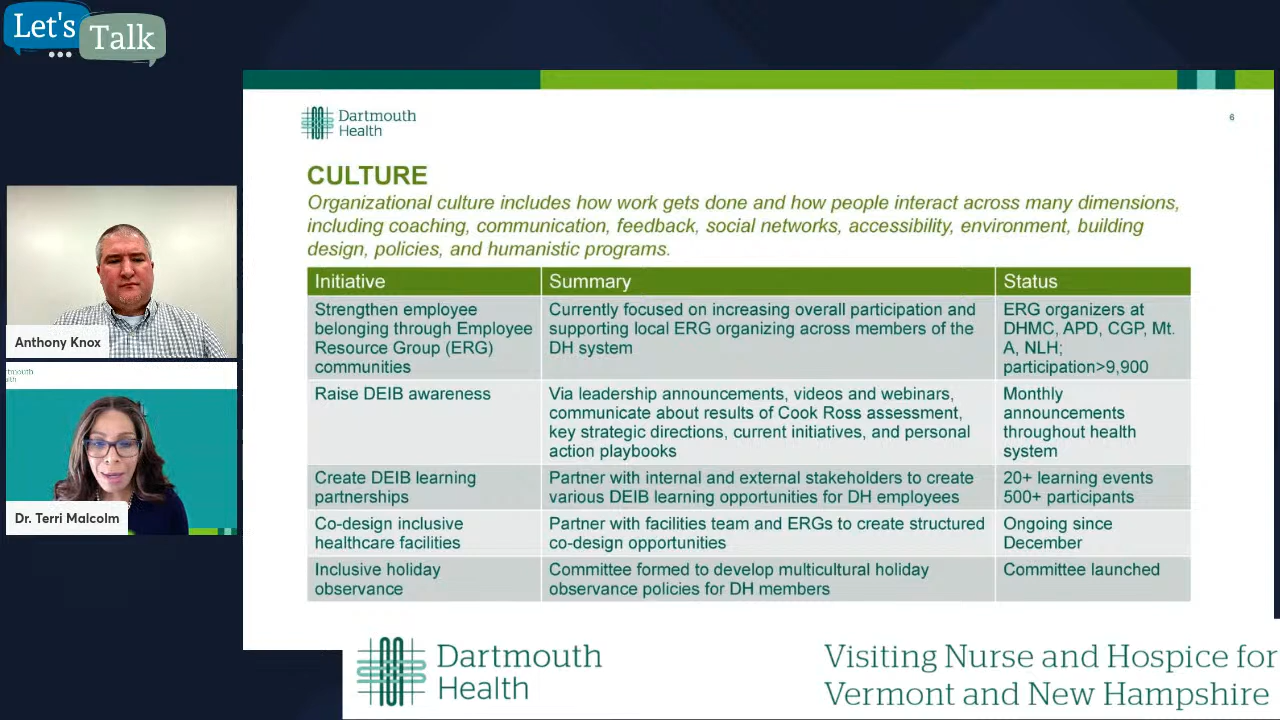 Let's
Talk
Dartmouth
Health
6
CULTURE
Organizational culture includes how work gets done and how people interact across many dimensions,
including coaching, communication, feedback, social networks, accessibility, environment, building
design, policies, and humanistic programs.
Initiative
Summary
Status
Strengthen employee
belonging through Employee
Resource Group (ERG)
communities
Currently focused on increasing overall participation and
supporting local ERG organizing across members of the
DH system
ERG organizers at
DHMC, APD, CGP, Mt.
A, NLH;
participation>9,900
Raise DEIB awareness
Via leadership announcements, videos and webinars,
communicate about results of Cook Ross assessment,
key strategic directions, current initiatives, and personal
action playbooks
Monthly
announcements
throughout health
system
Create DEIB learning
partnerships
Partner with internal and external stakeholders to create
various DEIB learning opportunities for DH employees
20+ learning events
500+ participants
Co-design inclusive
healthcare facilities
Partner with facilities team and ERGs to create structured
co-design opportunities
Ongoing since
December
Inclusive holiday
observance
Committee formed to develop multicultural holiday
observance policies for DH members
Committee launched
Anthony Knox
Dr. Terri Malcolm
Dartmouth
Health
Visiting Nurse and Hospice for
Vermont and New Hampshire